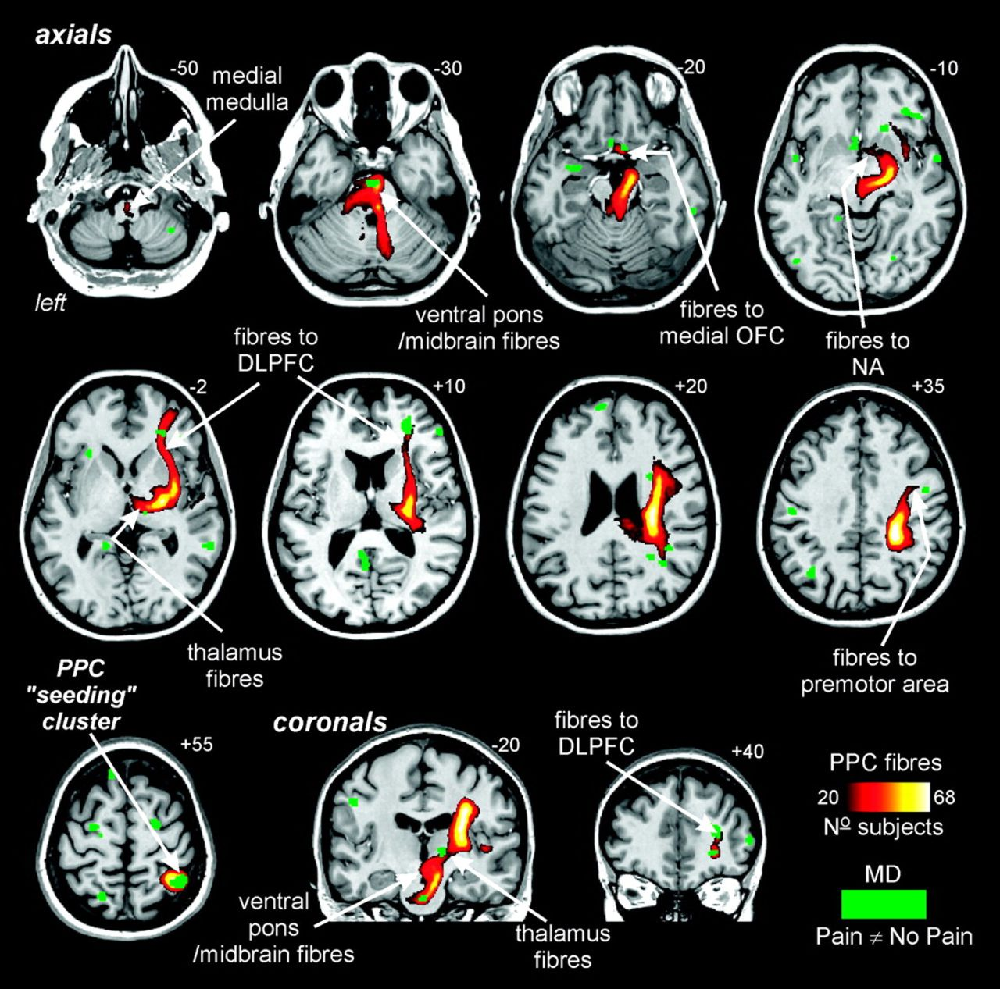 axials
-50
medial
medulla
-30
-20
-10
left
ventral pons
/midbrain fibres
fibres to
medial OFC
fibres to
NA
fibres to
DLPFC
-2
+10
+20
+35
thalamus
fibres
fibres to
premotor area
PPC
"seeding"
cluster
+55
coronals
-20
fibres to
DLPFC
+40
ventral
pons
/midbrain fibres
thalamus
fibres
PPC fibres
20 68
Nº subjects
MD
Pain ≠ No Pain